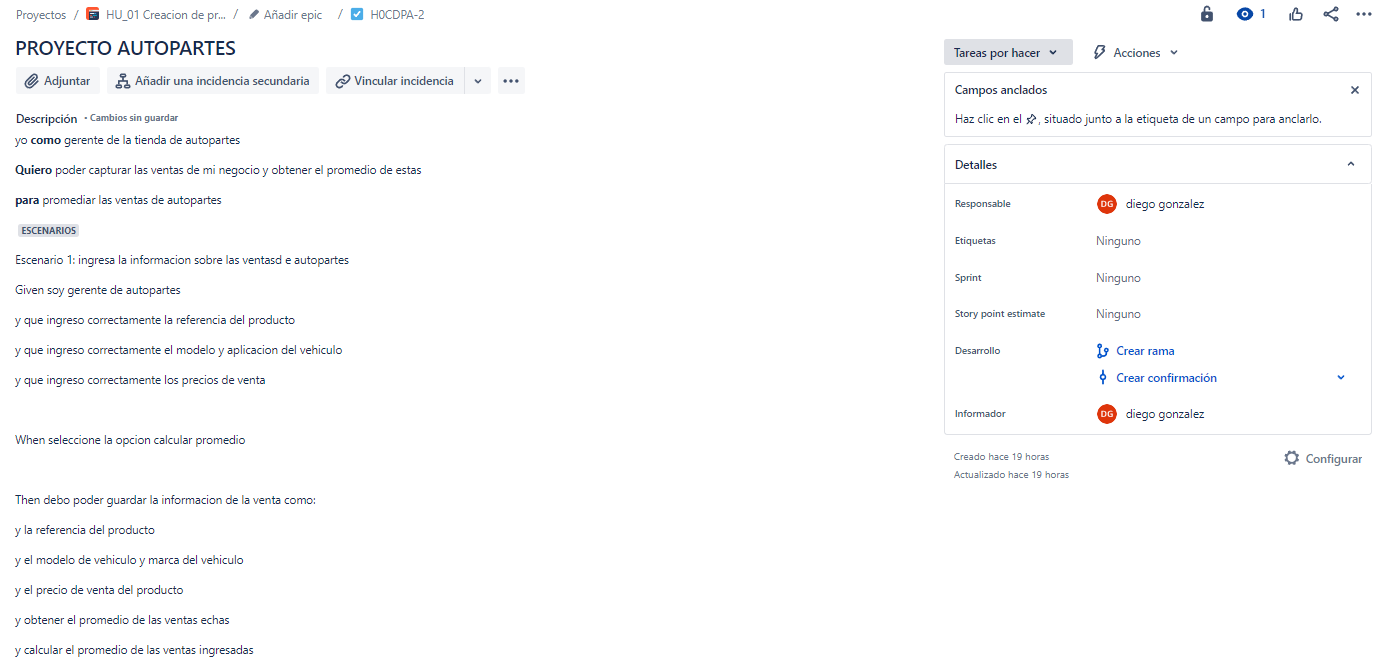 Proyectos / HU_01 Creacion de pr... / Añadir epic / H0CDPA-2
1
PROYECTO AUTOPARTES
Adjuntar Añadir una incidencia secundaria Vincular incidencia
Descripción • Cambios sin guardar
yo como gerente de la tienda de autopartes
Quiero poder capturar las ventas de mi negocio y obtener el promedio de estas
para promediar las ventas de autopartes
ESCENARIOS
Escenario 1: ingresa la informacion sobre las ventasd e autopartes
Given soy gerente de autopartes
y que ingreso correctamente la referencia del producto
y que ingreso correctamente el modelo y aplicacion del vehiculo
y que ingreso correctamente los precios de venta
When seleccione la opcion calcular promedio
Then debo poder guardar la informacion de la venta como:
y la referencia del producto
y el modelo de vehiculo y marca del vehiculo
y el precio de venta del producto
y obtener el promedio de las ventas echas
y calcular el promedio de las ventas ingresadas
Tareas por hacer Acciones
Campos anclados
Haz clic en el , situado junto a la etiqueta de un campo para anclarlo.
Detalles
Responsable DG diego gonzalez
Etiquetas Ninguno
Sprint Ninguno
Story point estimate Ninguno
Desarrollo Crear rama
Crear confirmación
Informador DG diego gonzalez
Creado hace 19 horas Configurar
Actualizado hace 19 horas